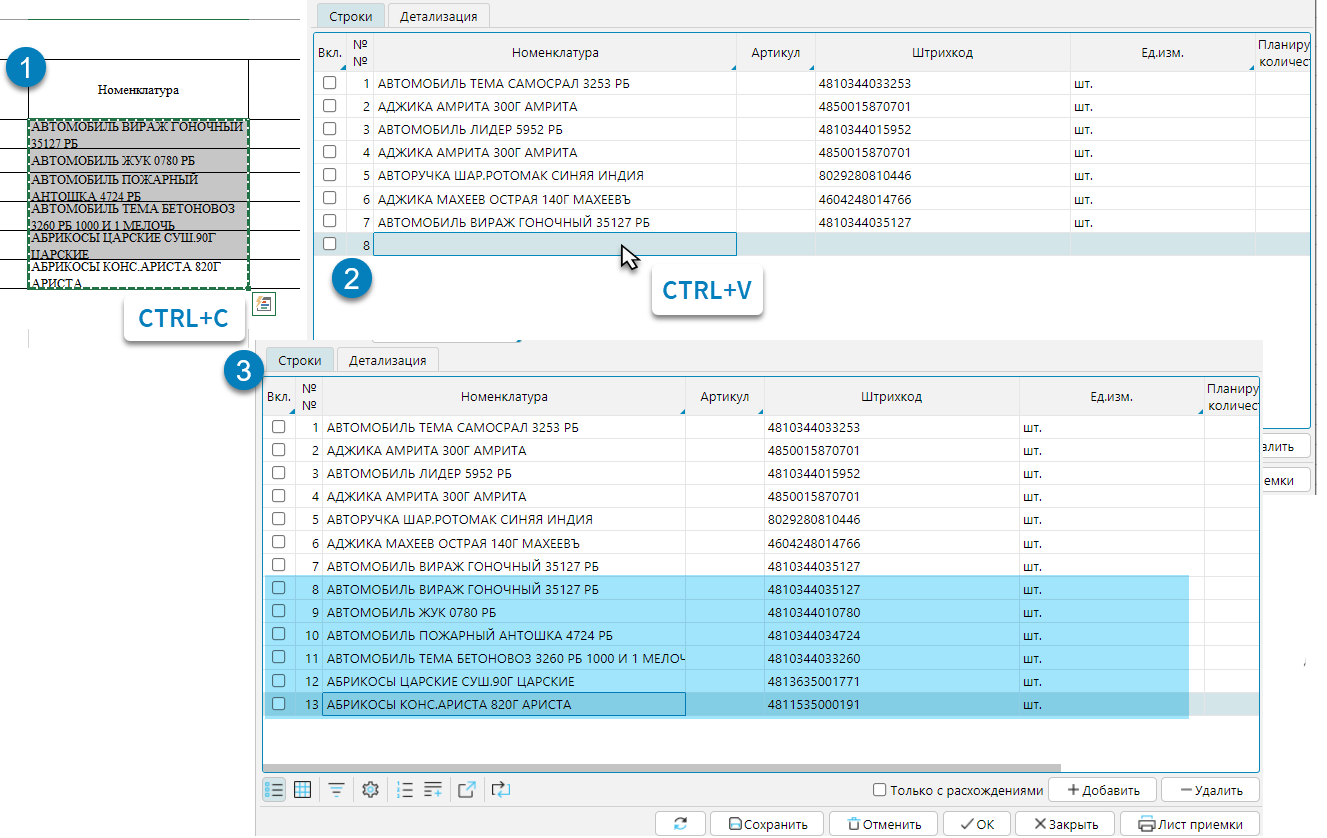 1
Номенклатура
АВТОМОБИЛЬ ВИРАЖ ГОНОЧНЫЙ
35127 РБ
АВТОМОБИЛЬ ЖУК 0780 РБ
АВТОМОБИЛЬ ПОЖАРНЫЙ
АНТОШКА 4724 РБ
АВТОМОБИЛЬ ТЕМА БЕТОНОВОЗ
3260 РБ 1000 И 1 МЕЛОЧЬ
АБРИКОСЫ ЦАРСКИЕ СУШ.90Г
ЦАРСКИЕ
АБРИКОСЫ КОНС.АРИСТА 820Г
АРИСТА
CTRL+C
Строки Детализация
Вкл. №№ Номенклатура Артикул Штрихкод Ед.изм. Планиру количес
1 АВТОМОБИЛЬ ТЕМА САМОСРАЛ 3253 РБ 4810344033253 шт.
2 АДЖИКА АМРИТА 300Г АМРИТА 4850015870701 шт.
3 АВТОМОБИЛЬ ЛИДЕР 5952 РБ 4810344015952 шт.
4 АДЖИКА АМРИТА 300Г АМРИТА 4850015870701 шт.
5 АВТОРУЧКА ШАР.РОТОМАК СИНЯЯ ИНДИЯ 8029280810446 шт.
6 АДЖИКА МАХЕЕВ ОСТРАЯ 140Г МАХЕЕВЪ 4604248014766 шт.
7 АВТОМОБИЛЬ ВИРАЖ ГОНОЧНЫЙ 35127 РБ 4810344035127 шт.
8
2
CTRL+V
алить
емки
3
Строки Детализация
Вкл. №№ Номенклатура Артикул Штрихкод Ед.изм. Планиру количес
1 АВТОМОБИЛЬ ТЕМА САМОСРАЛ 3253 РБ 4810344033253 шт.
2 АДЖИКА АМРИТА 300Г АМРИТА 4850015870701 шт.
3 АВТОМОБИЛЬ ЛИДЕР 5952 РБ 4810344015952 шт.
4 АДЖИКА АМРИТА 300Г АМРИТА 4850015870701 шт.
5 АВТОРУЧКА ШАР.РОТОМАК СИНЯЯ ИНДИЯ 8029280810446 шт.
6 АДЖИКА МАХЕЕВ ОСТРАЯ 140Г МАХЕЕВЪ 4604248014766 шт.
7 АВТОМОБИЛЬ ВИРАЖ ГОНОЧНЫЙ 35127 РБ 4810344035127 шт.
8 АВТОМОБИЛЬ ВИРАЖ ГОНОЧНЫЙ 35127 РБ 4810344035127 шт.
9 АВТОМОБИЛЬ ЖУК 0780 РБ 4810344010780 шт.
10 АВТОМОБИЛЬ ПОЖАРНЫЙ АНТОШКА 4724 РБ 4810344034724 шт.
11 АВТОМОБИЛЬ ТЕМА БЕТОНОВОЗ 3260 РБ 1000 И 1 МЕЛОЧ 4810344033260 шт.
12 АБРИКОСЫ ЦАРСКИЕ СУШ.90Г ЦАРСКИЕ 4813635001771 шт.
13 АБРИКОСЫ КОНС.АРИСТА 820Г АРИСТА 4811535000191 шт.
Только с расхождениями Добавить Удалить
Сохранить Отменить ОК Закрыть Лист приемки